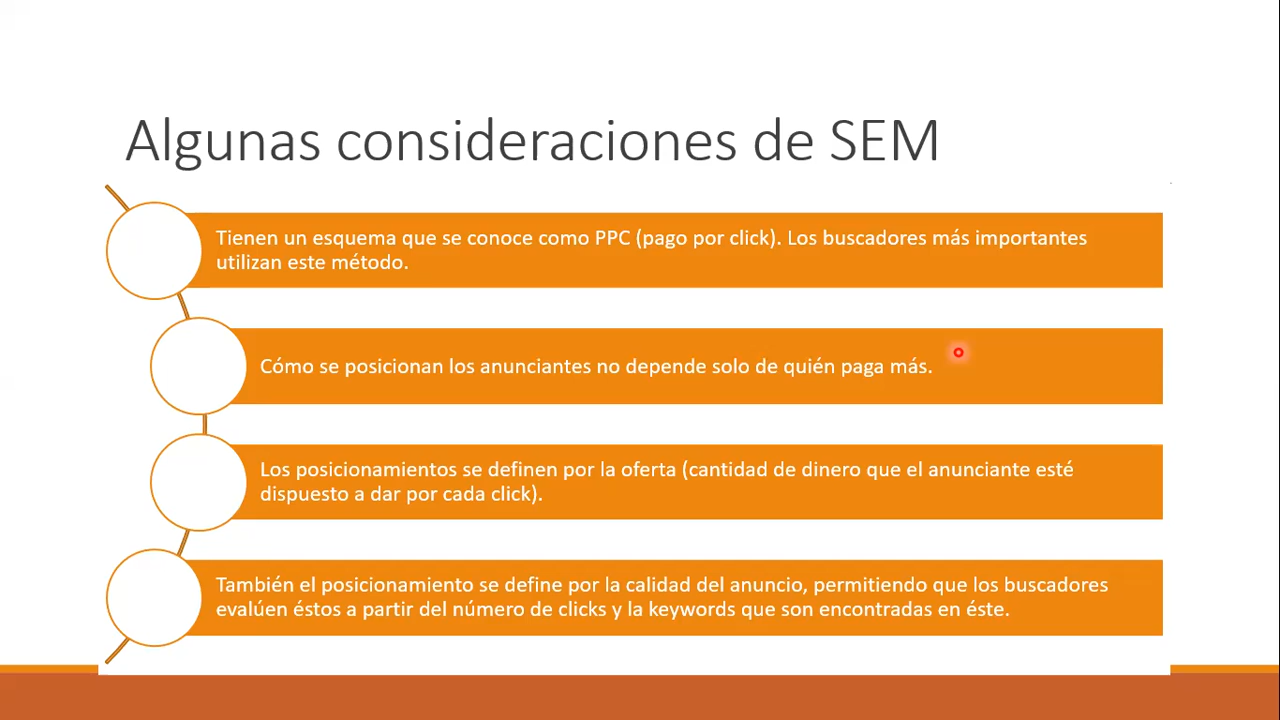 Algunas consideraciones de SEM
Tienen un esquema que se conoce como PPC (pago por click). Los buscadores más importantes
utilizan este método.
Cómo se posicionan los anunciantes no depende solo de quién paga más.
Los posicionamientos se definen por la oferta (cantidad de dinero que el anunciante esté
dispuesto a dar por cada click).
También el posicionamiento se define por la calidad del anuncio, permitiendo que los buscadores
evalúen éstos a partir del número de clicks y la keywords que son encontradas en éste.